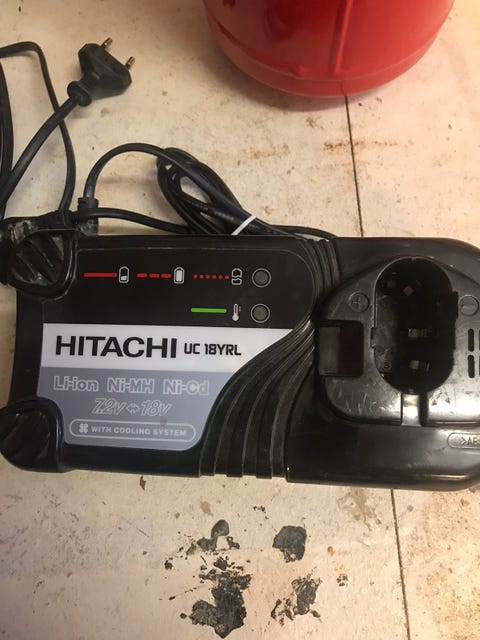 HITACHI UC 18YRL
Li-ion Ni-MH Ni-Cd
7.2v⇔18v
WITH COOLING SYSTEM